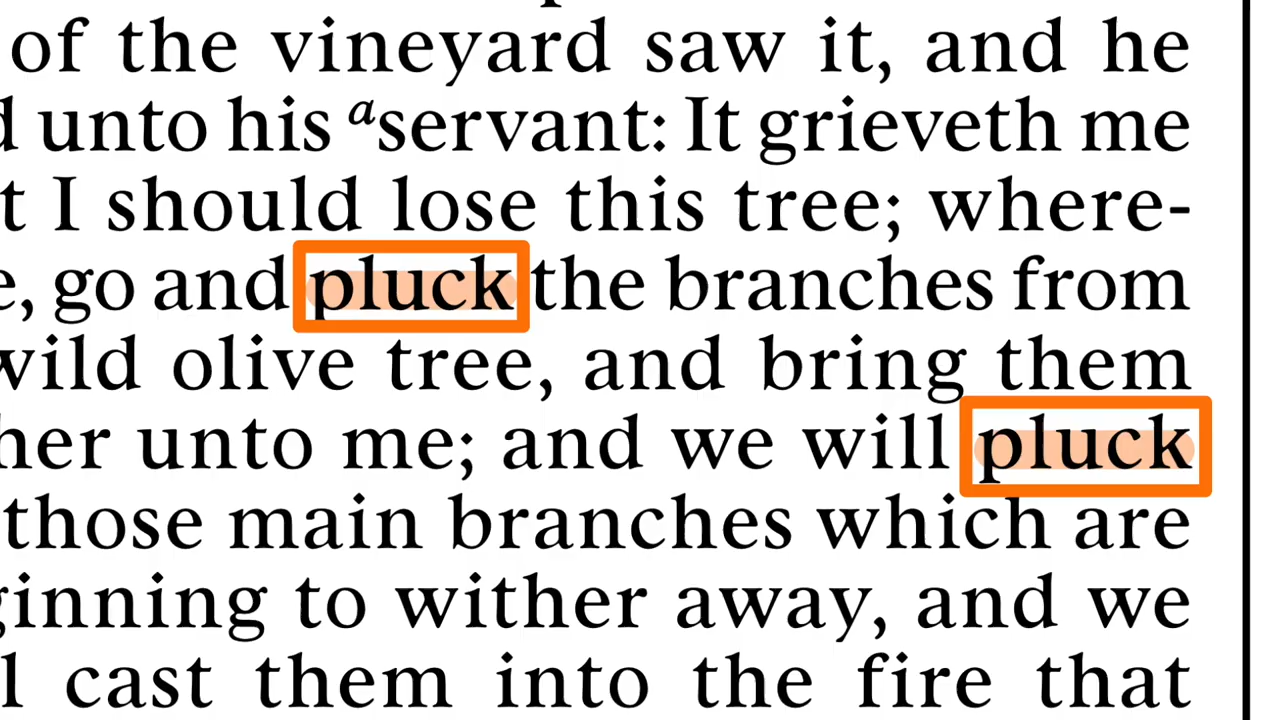 of the vineyard saw it, and he
unto his ᵃservant: It grieveth me
I should lose this tree; where-
go and pluck the branches from
wild olive tree, and bring them
unto me; and we will pluck
those main branches which are
to wither away, and we
cast them into the fire that